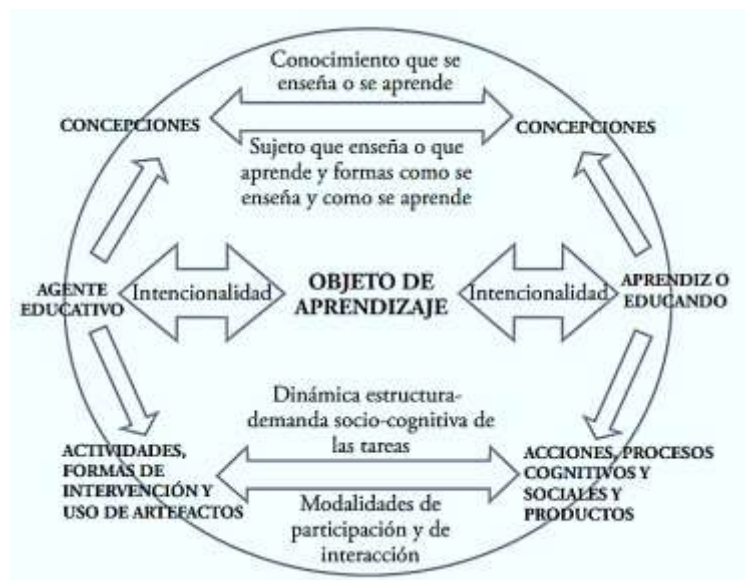 Conocimiento que se
enseña o se aprende
CONCEPCIONES
CONCEPCIONES
Sujeto que enseña o que
aprende y formas como se
enseña y como se aprende
AGENTE
EDUCATIVO
Intencionalidad
OBJETO DE
APRENDIZAJE
Intencionalidad
APRENDIZ O
EDUCANDO
Dinámica estructura-
demanda socio-cognitiva de
las tareas
ACTIVIDADES,
FORMAS DE
INTERVENCIÓN Y
USO DE ARTEFACTOS
ACCIONES, PROCESOS
COGNITIVOS Y
SOCIALES Y
PRODUCTOS
Modalidades de
participación y de
interacción